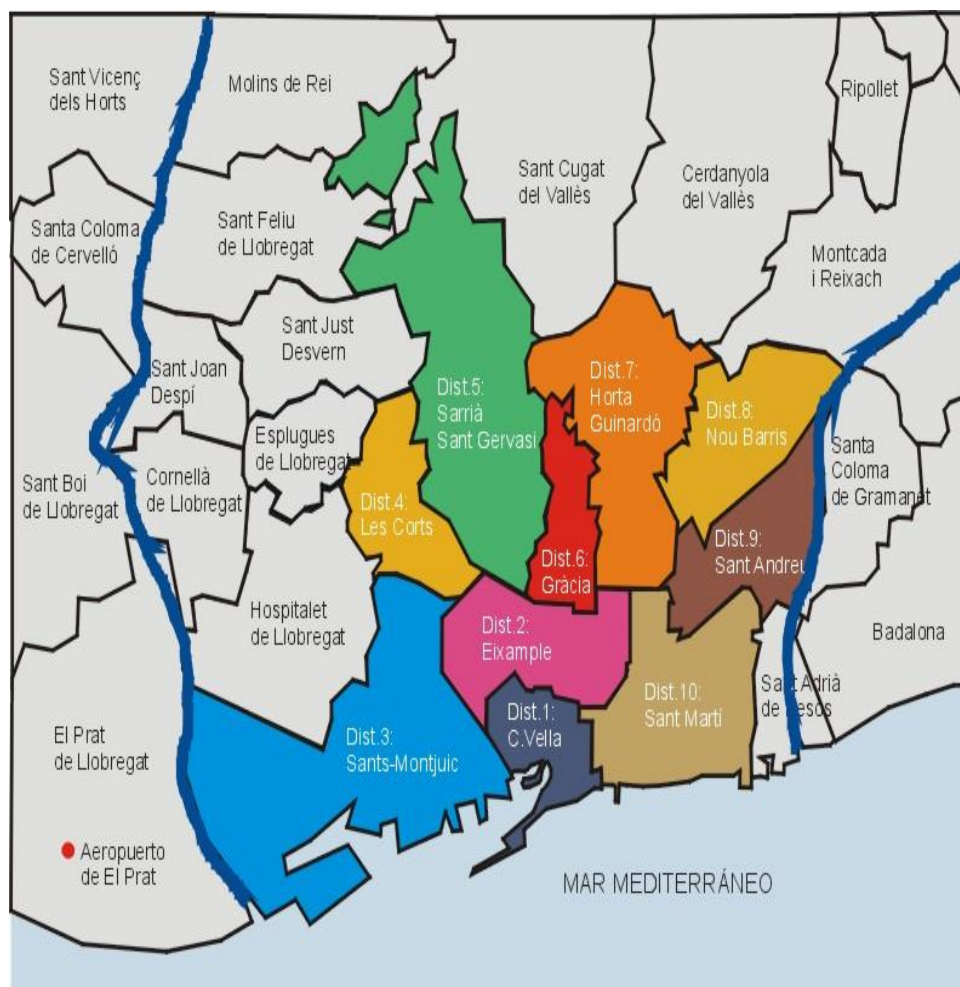 Sant Vicenç
dels Horts
Molins de Rei
Ripollet
Sant Cugat
del Vallès
Cerdanyola
del Vallès
Santa Coloma
de Cervelló
Sant Feliu
de Llobregat
Montcada
i Reixach
Sant Just
Desvern
Sant Joan
Despí
Dist.5:
Sarrià
Sant Gervasi
Dist.7:
Horta
Guinardó
Dist.8:
Nou Barris
Esplugues
de Llobregat
Santa
Coloma
de Gramanet
Sant Boi
de Llobregat
Cornellà
de Llobregat
Dist.4:
Les Corts
Dist.6:
Gràcia
Dist.9:
Sant Andreu
Hospitalet
de Llobregat
Dist.2:
Eixample
Badalona
Dist.10:
Sant Martí
Sant Adrià
de Besós
Dist.1:
C.Vella
El Prat
de Llobregat
Dist.3:
Sants-Montjuic
Aeropuerto
de El Prat
MAR MEDITERRÁNEO